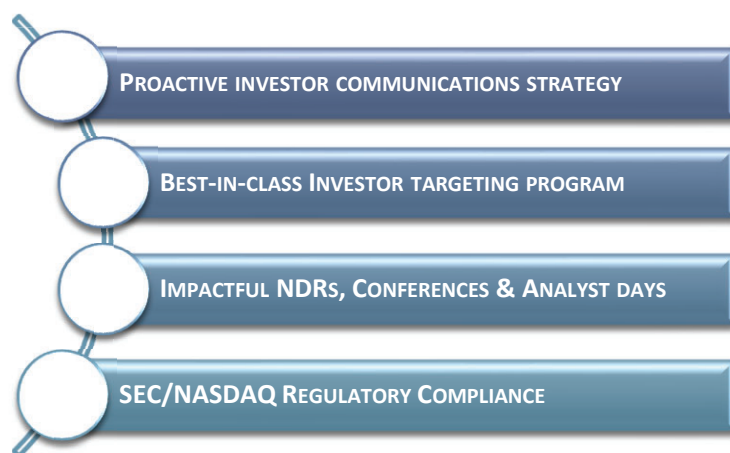 PROACTIVE INVESTOR COMMUNICATIONS STRATEGY
BEST-IN-CLASS INVESTOR TARGETING PROGRAM
IMPACTFUL NDRS, CONFERENCES & ANALYST DAYS
SEC/NASDAQ REGULATORY COMPLIANCE